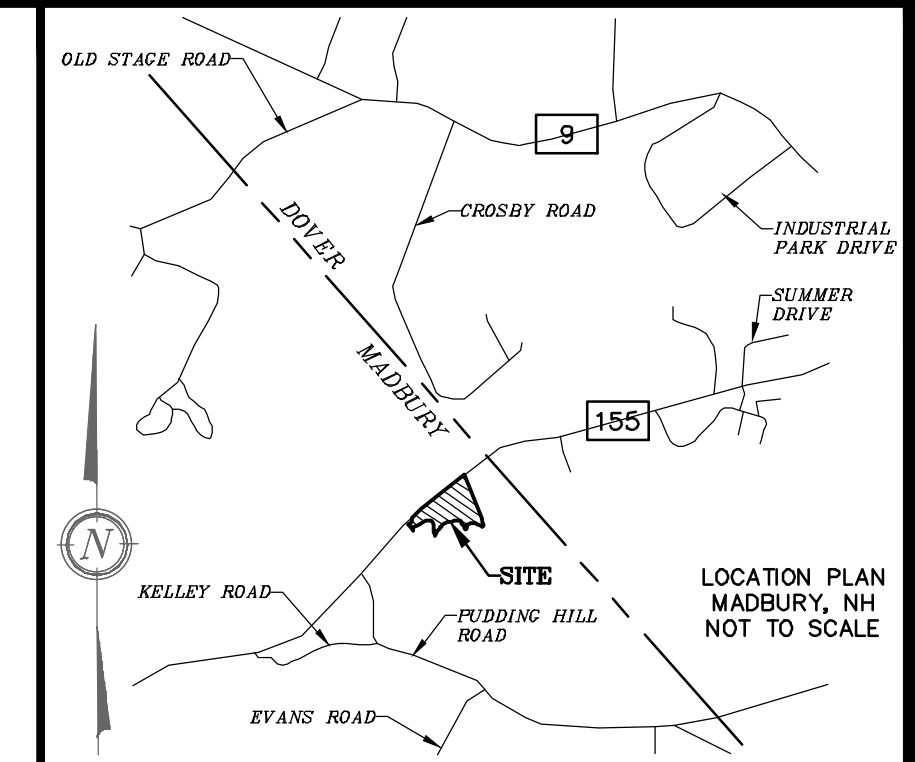 OLD STAGE ROAD
9
DOVER
CROSBY ROAD
INDUSTRIAL
PARK DRIVE
SUMMER
DRIVE
MADBURY
155
N
SITE
KELLEY ROAD
PUDDING HILL
ROAD
LOCATION PLAN
MADBURY, NH
NOT TO SCALE
EVANS ROAD